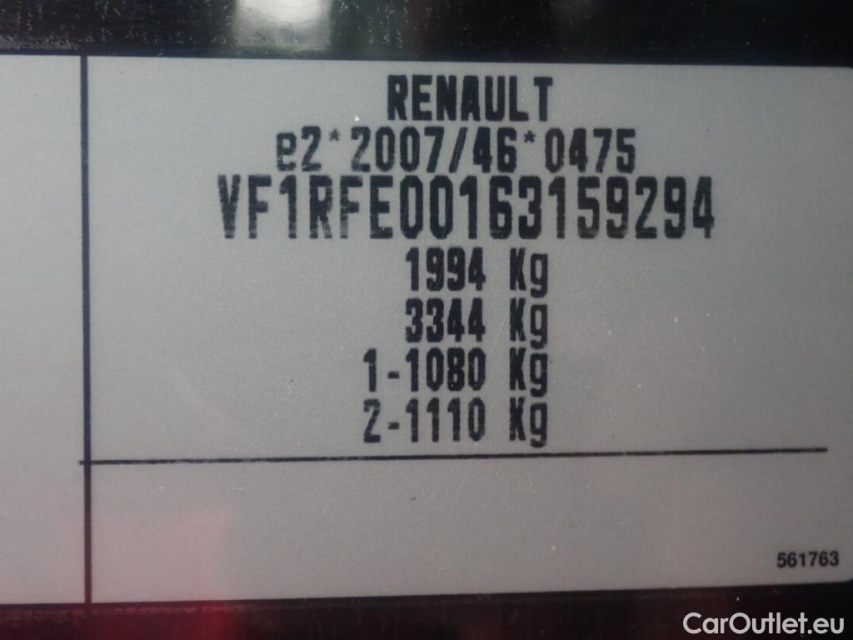 RENAULT
e2*2007/46*0475
VF1RFE00163159294
1994 Kg
3344 Kg
1-1080 Kg
2-1110 Kg
561763
CarOutlet.eu